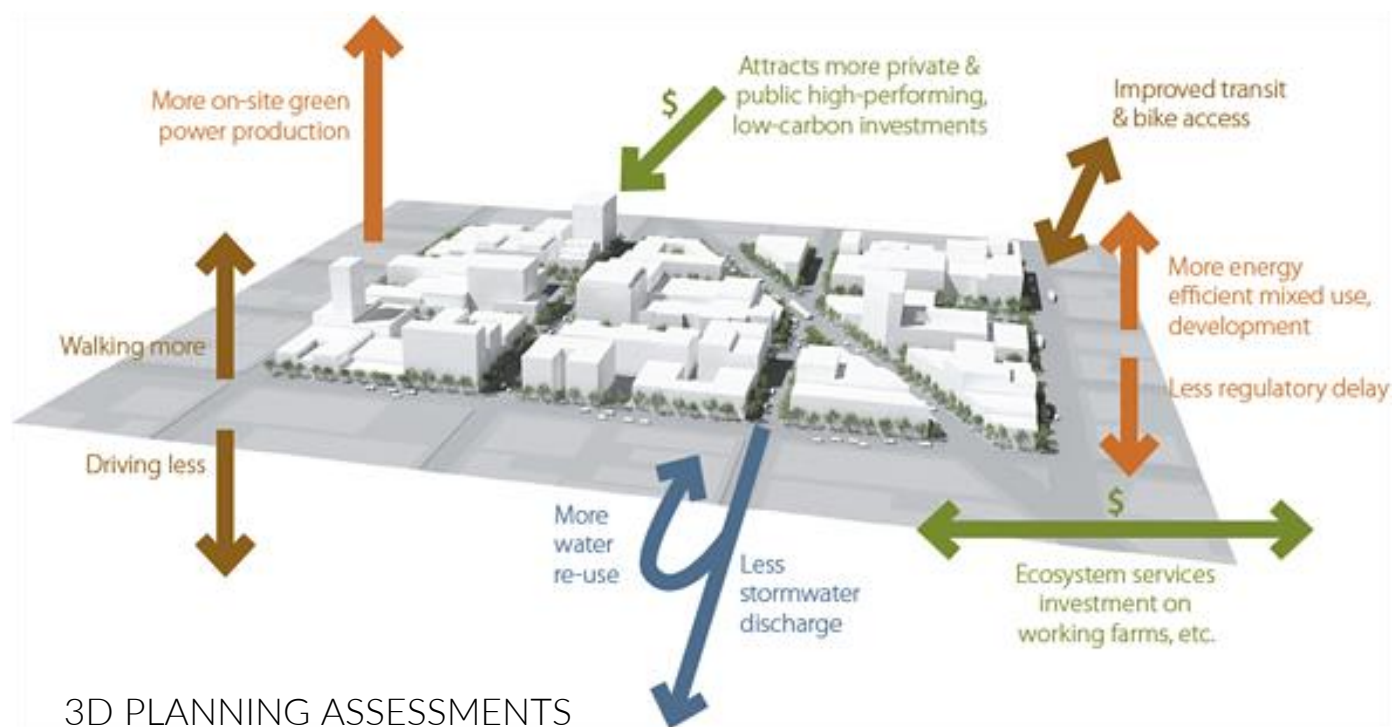 More on-site green
power production
$
Attracts more private &
public high-performing,
low-carbon investments
Improved transit
& bike access
Walking more
Driving less
More energy
efficient mixed use,
development
Less regulatory delay
More
water
re-use
Less
stormwater
discharge
$
Ecosystem services
investment on
working farms, etc.
3D PLANNING ASSESSMENTS